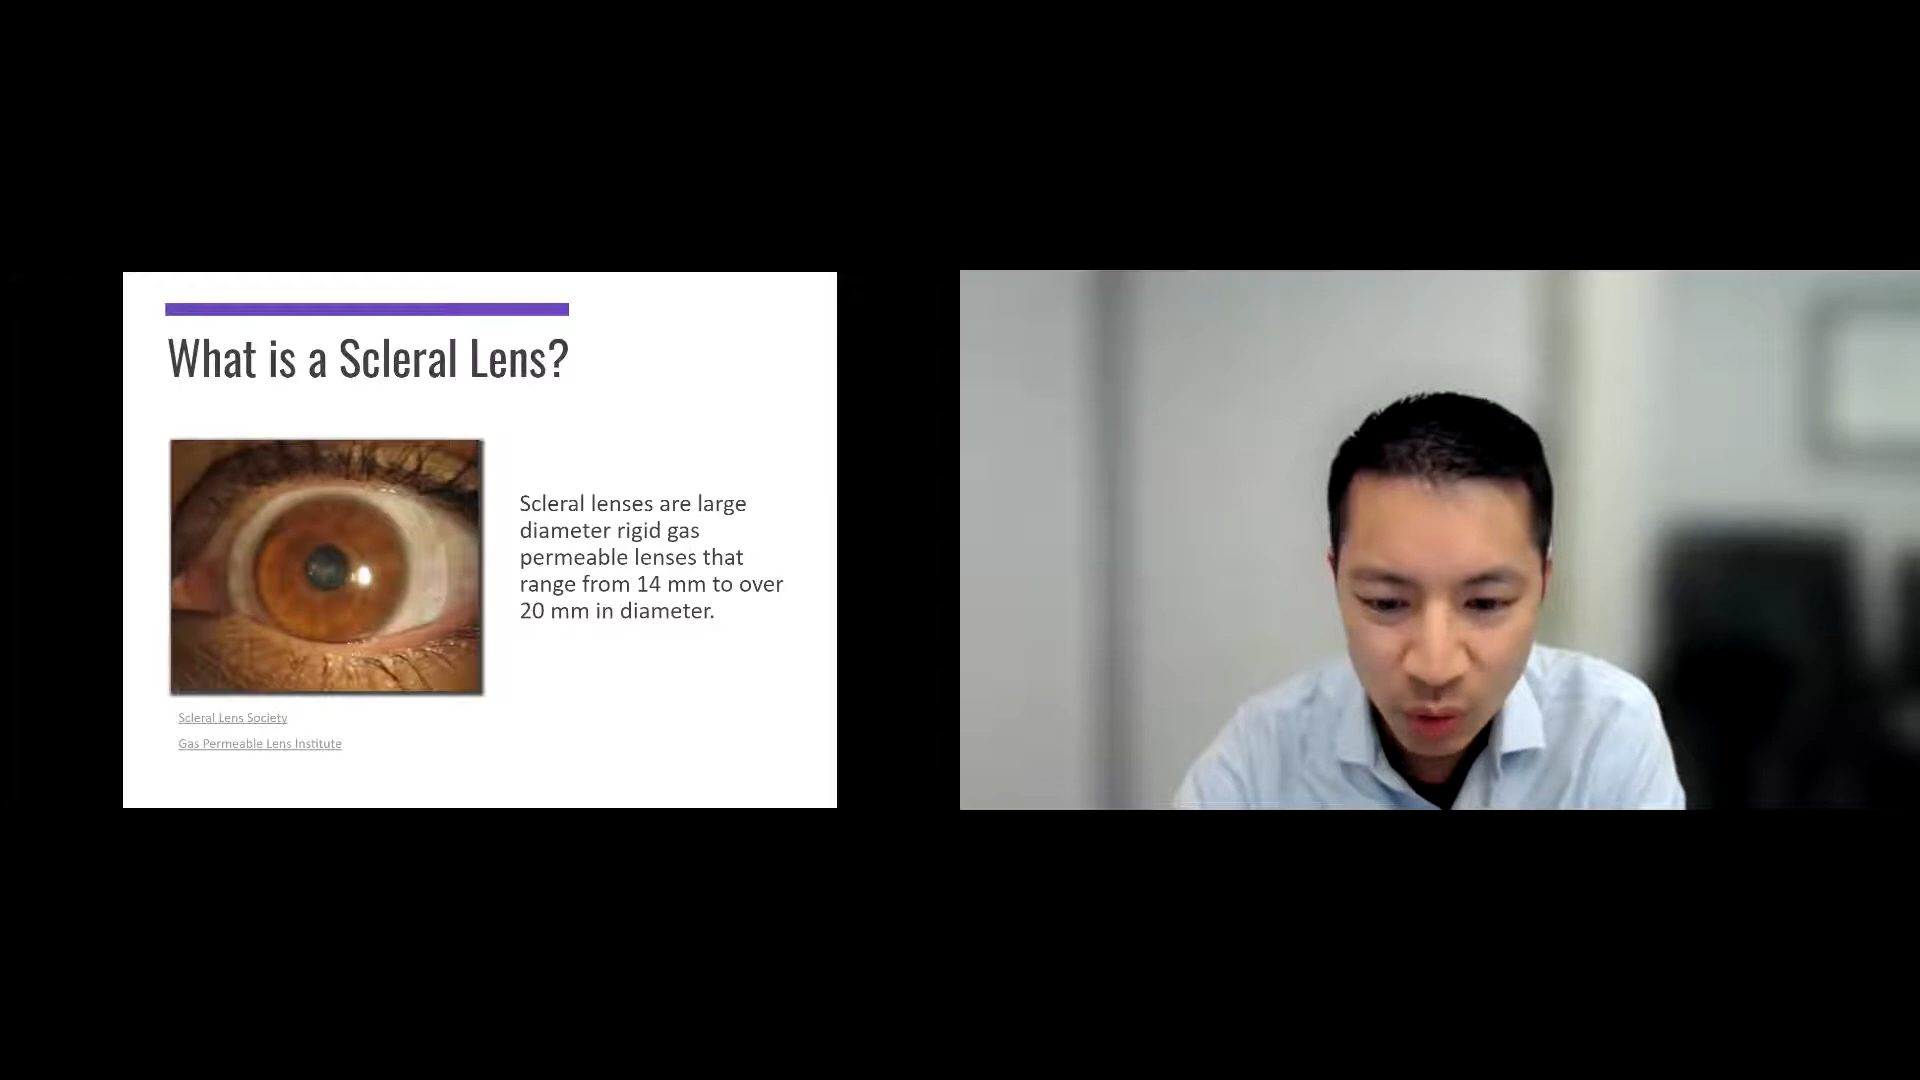 What is a Scleral Lens?
Scleral lenses are large
diameter rigid gas
permeable lenses that
range from 14 mm to over
20 mm in diameter.
Scleral Lens Society
Gas Permeable Lens Institute